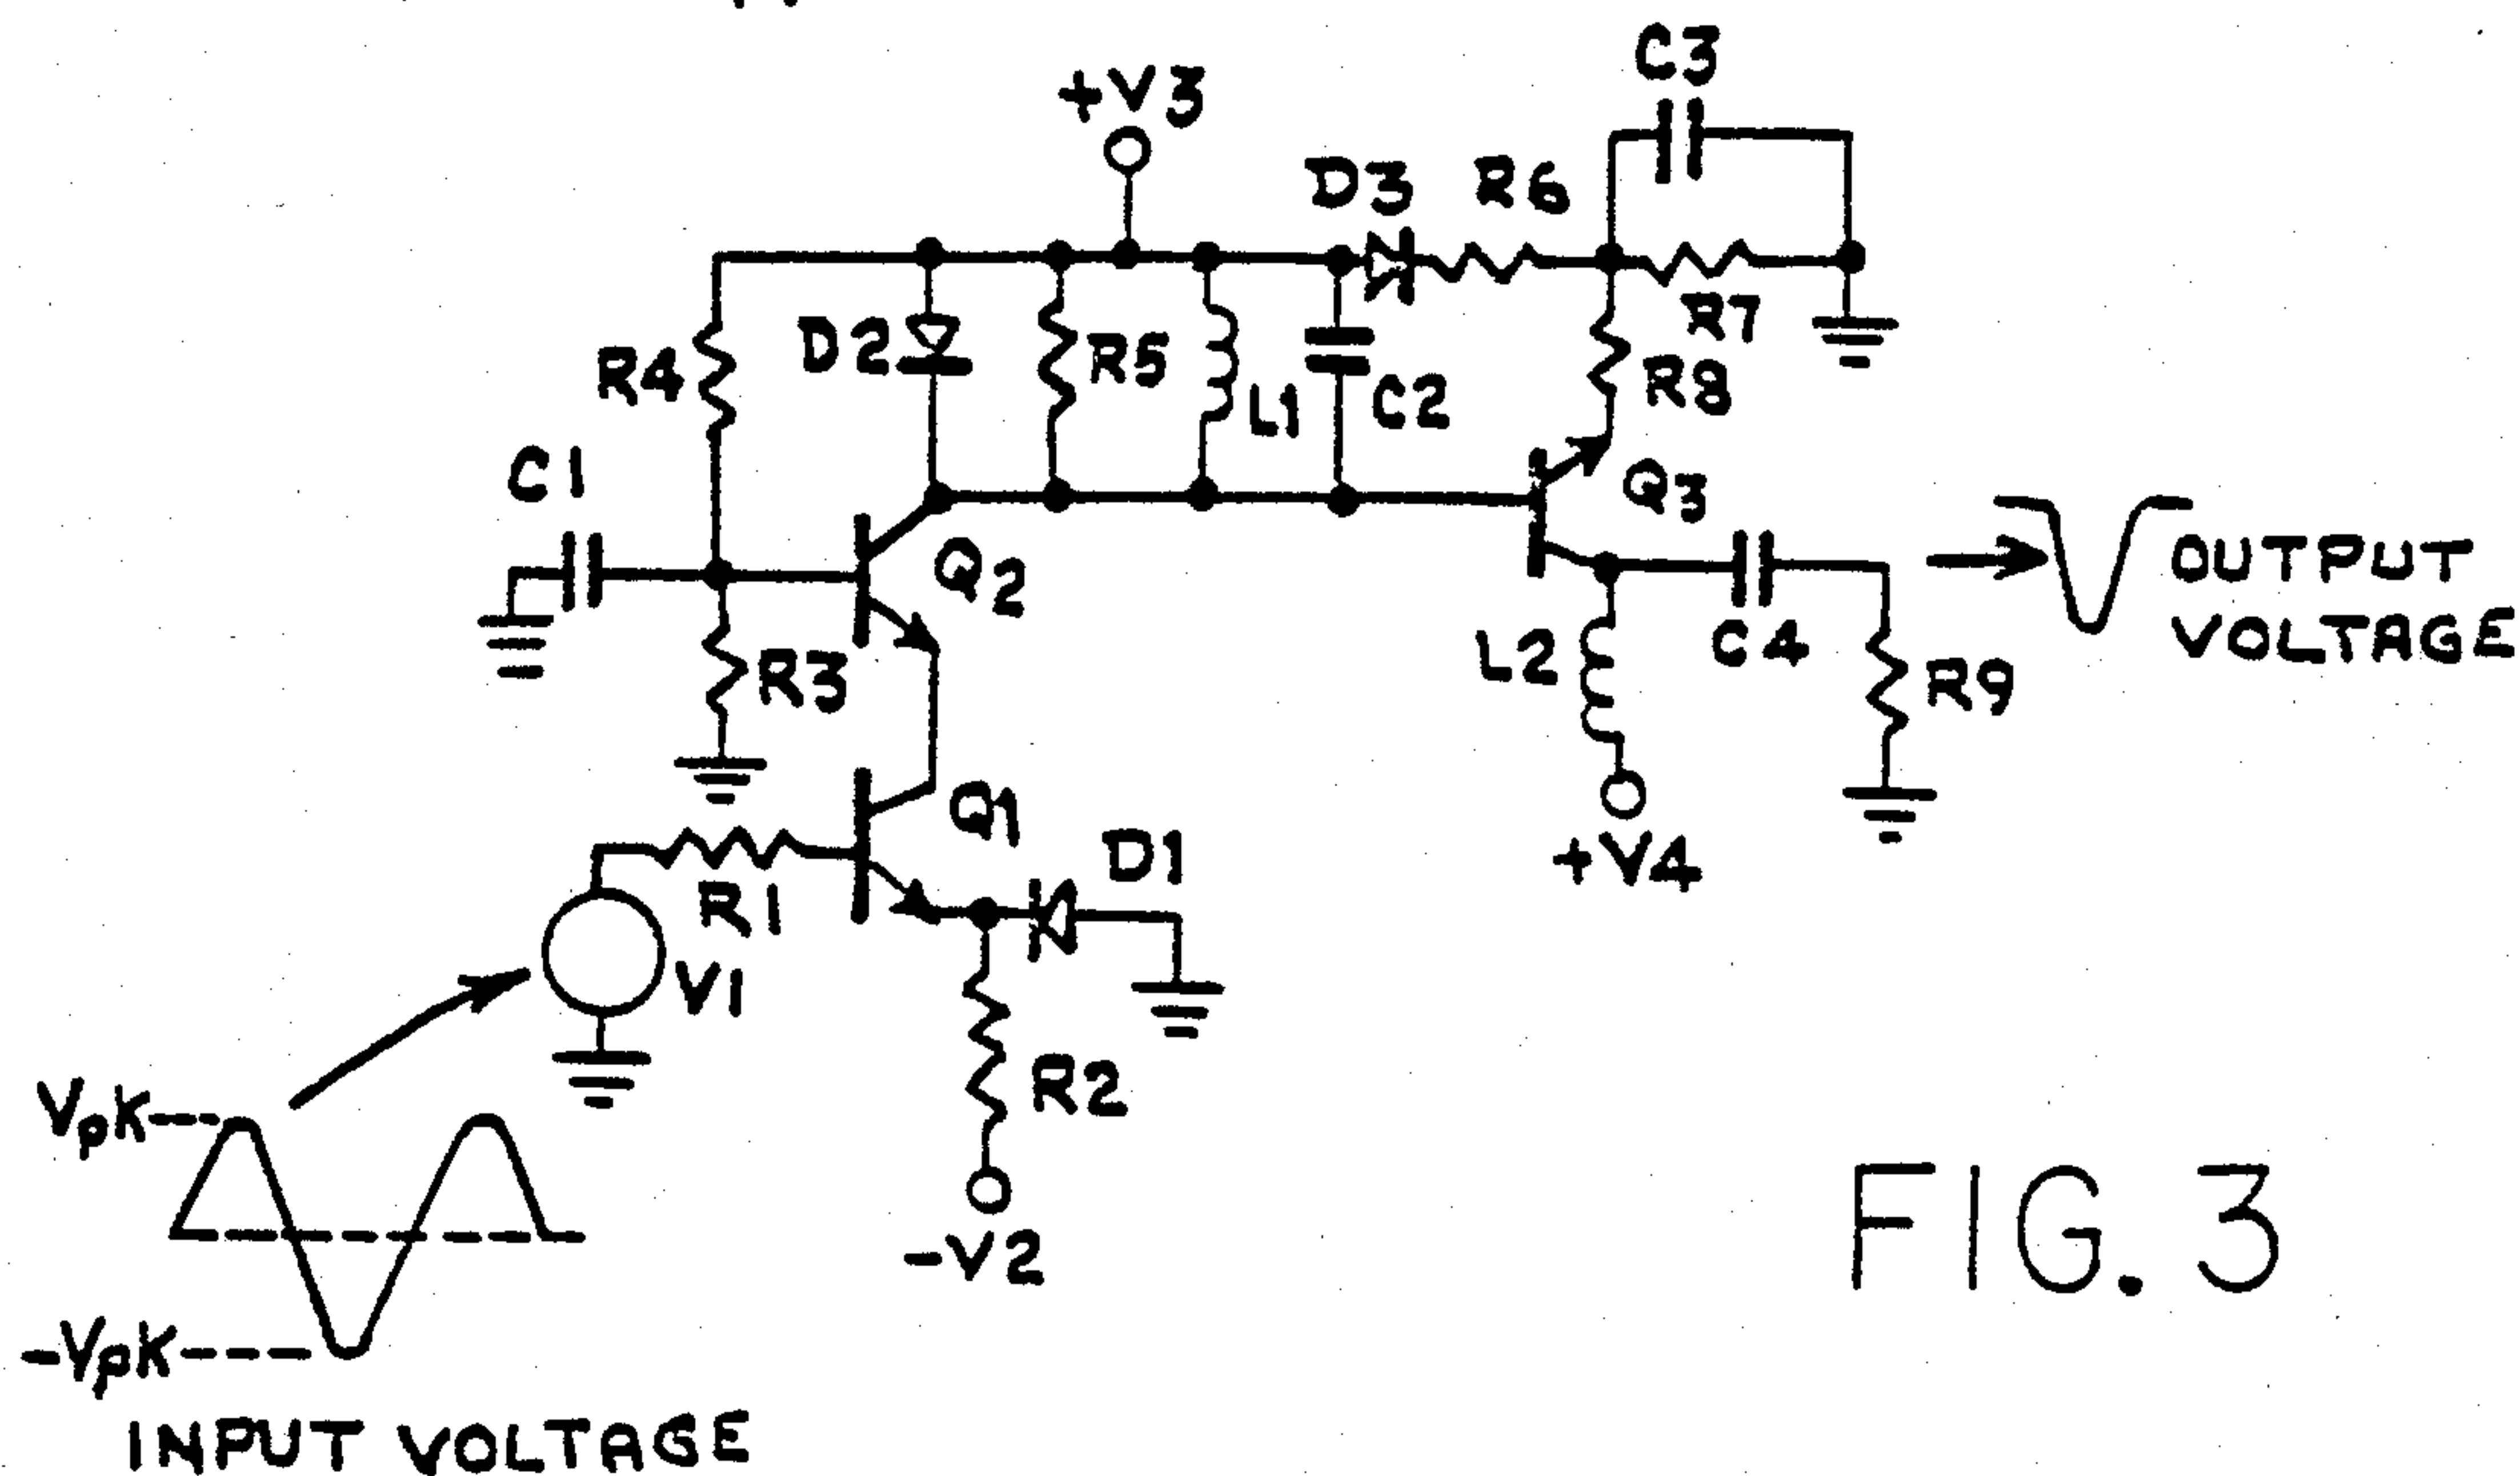 C3
+V3
D3
R6
R7
D2
R5
R4
R8
L1
C2
C1
Q3
Q2
OUTPUT
VOLTAGE
L2
C4
R3
R9
Q1
D1
+V4
R1
V1
R2
VpK
-V2
FIG. 3
-VpK
INPUT VOLTAGE